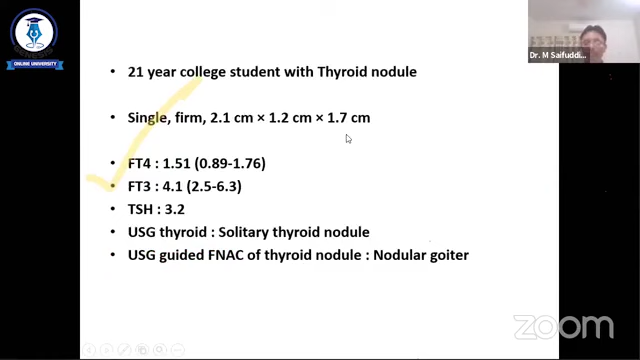 ONLINE UNIVERSITY
• 21 year college student with Thyroid nodule
• Single, firm, 2.1 cm × 1.2 cm × 1.7 cm
• FT4 : 1.51 (0.89-1.76)
• FT3 : 4.1 (2.5-6.3)
• TSH : 3.2
• USG thyroid : Solitary thyroid nodule
• USG guided FNAC of thyroid nodule : Nodular goiter
Dr. M Saifuddi...
zoom